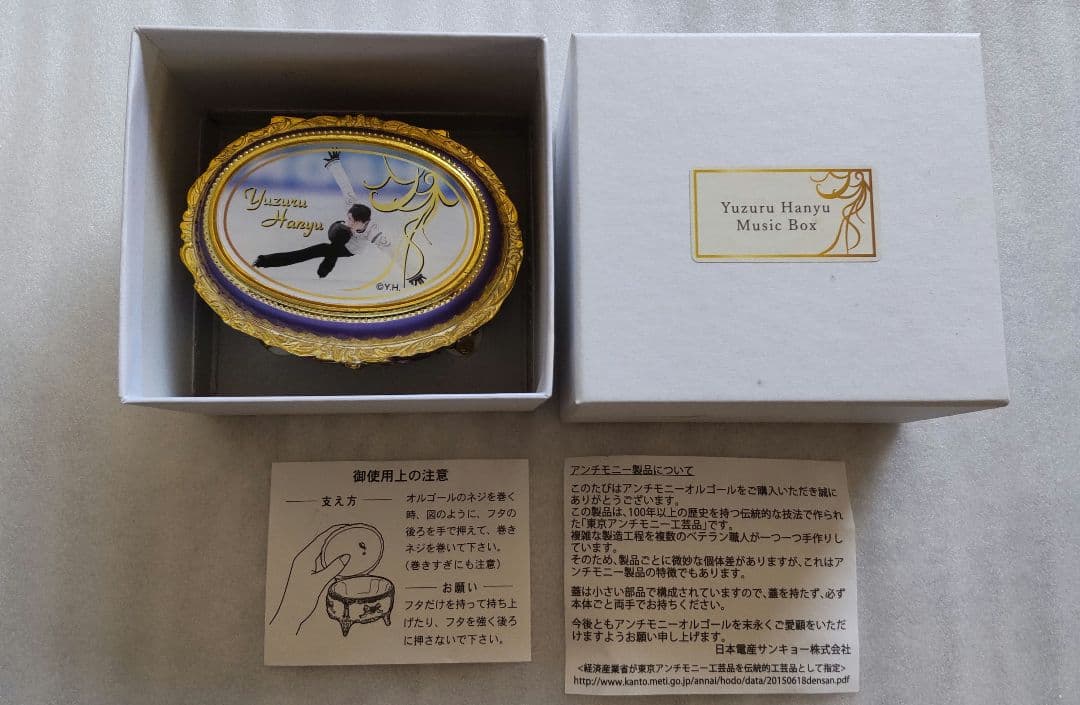 Yuzuru
Hanyu
©Y.H.
Yuzuru Hanyu
Music Box
御使用上の注意
支え方
オルゴールのネジを巻く
時、図のように、フタの
後ろを手で押えて、巻き
ネジを巻いて下さい。
(巻きすぎにも注意)
お願い
フタだけを持って持ち上
げたり、フタを強く後ろ
に押さないで下さい。
アンチモニー製品について
このたびはアンチモニーオルゴールをご購入いただき誠に
ありがとうございます。
この製品は、100年以上の歴史を持つ伝統的な技法で作られ
た「東京アンチモニー工芸品」です。
複雑な製造工程を複数のベテラン職人が一つ一つ手作りし
ています。
そのため、製品ごとに微妙な個体差がありますが、これはア
ンチモニー製品の特徴でもあります。
蓋は小さい部品で構成されていますので、蓋を持たず、必ず
本体ごと両手でお持ちください。
今後ともアンチモニーオルゴールを末永くご愛顧をいただ
けますようお願い申し上げます。
日本電産サンキョー株式会社
<経済産業省が東京アンチモニー工芸品を伝統的工芸品として指定>
http://www.kanto.meti.go.jp/annai/hodo/data/20150618densan.pdf